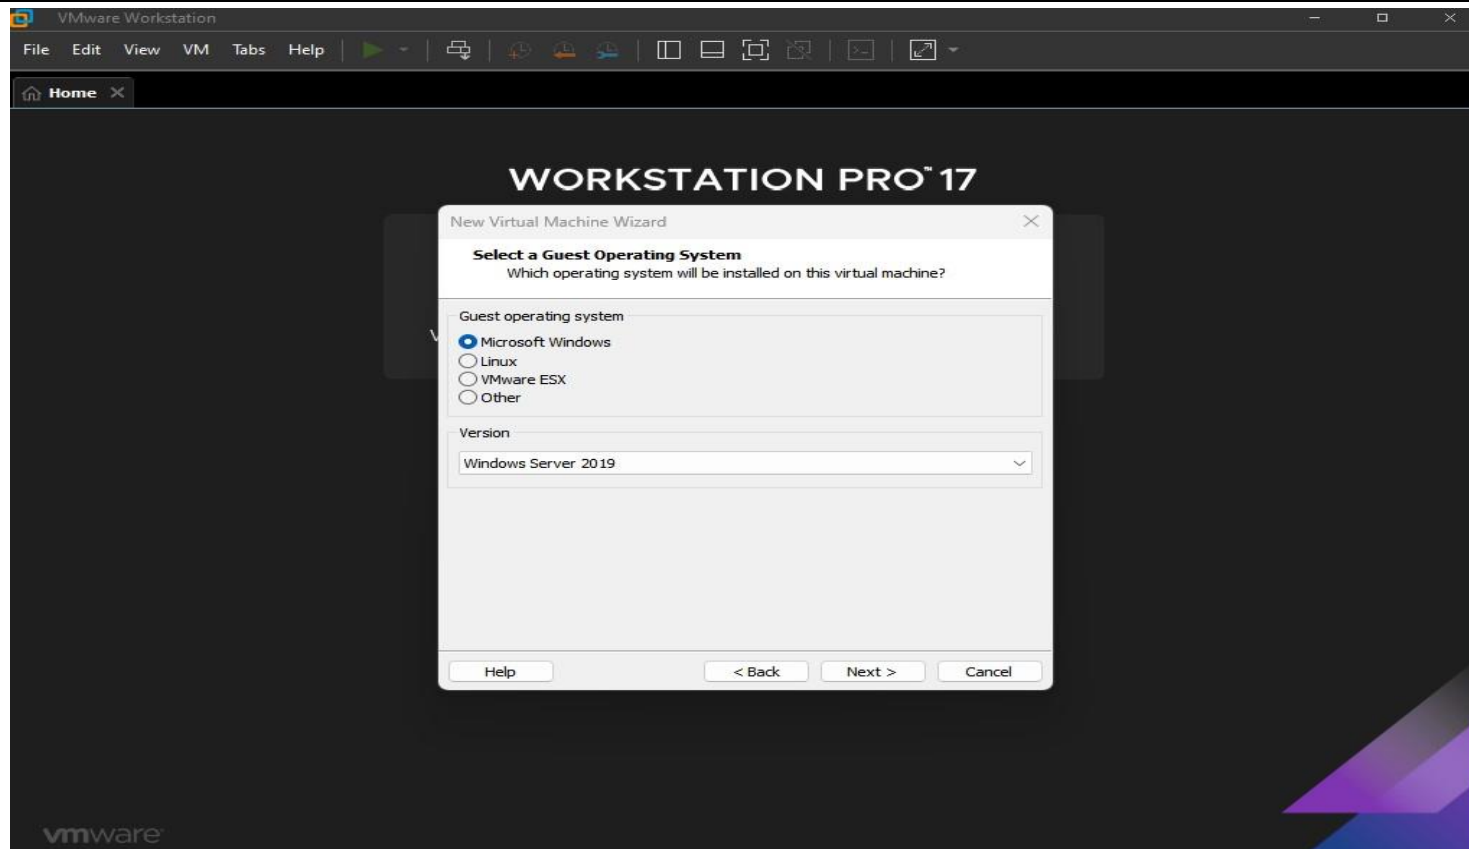 VMware Workstation
File Edit View VM Tabs Help
Home
WORKSTATION PRO™ 17
New Virtual Machine Wizard
Select a Guest Operating System
Which operating system will be installed on this virtual machine?
Guest operating system
Microsoft Windows
Linux
VMware ESX
Other
Version
Windows Server 2019
Help < Back Next > Cancel
vmware